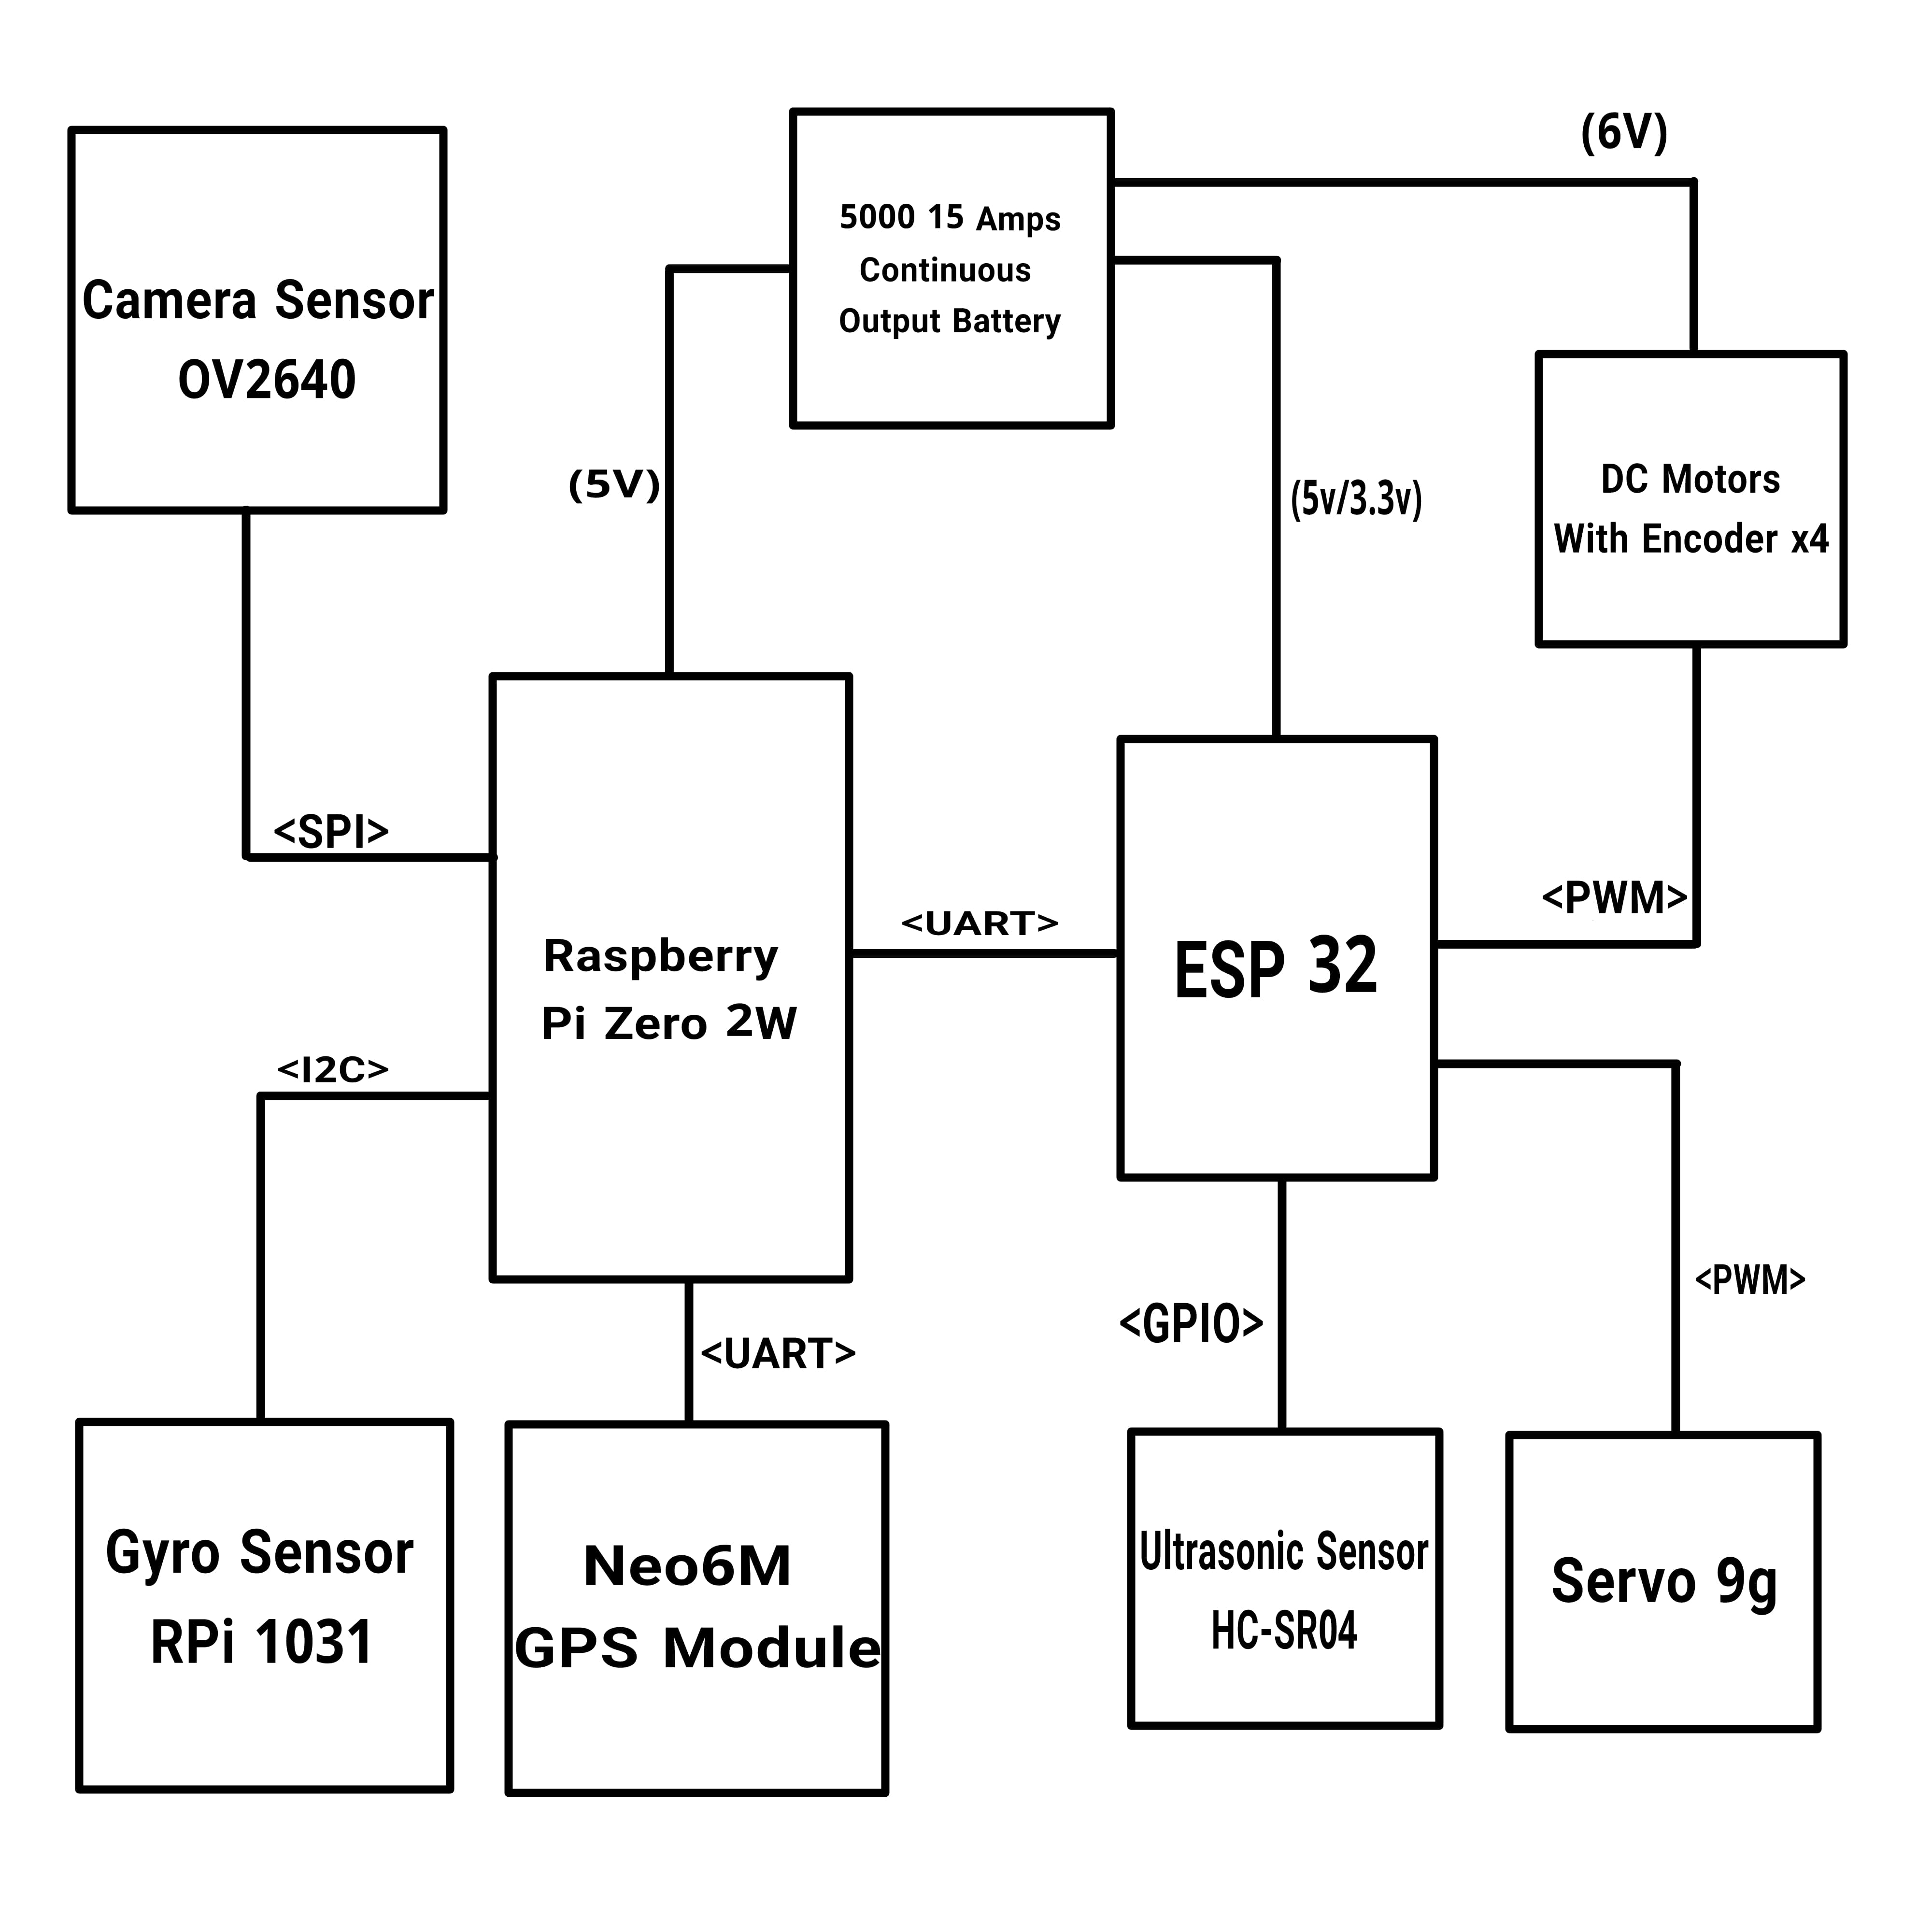 (6V)
5000 15 Amps
Continuous
Output Battery
Camera Sensor
OV2640
(5V)
(5v/3.3v)
DC Motors
With Encoder x4
<SPI>
<PWM>
<UART>
Raspberry
Pi Zero 2W
ESP 32
<I2C>
<PWM>
<GPIO>
<UART>
Gyro Sensor
RPi 1031
Neo6M
GPS Module
Ultrasonic Sensor
HC-SR04
Servo 9g